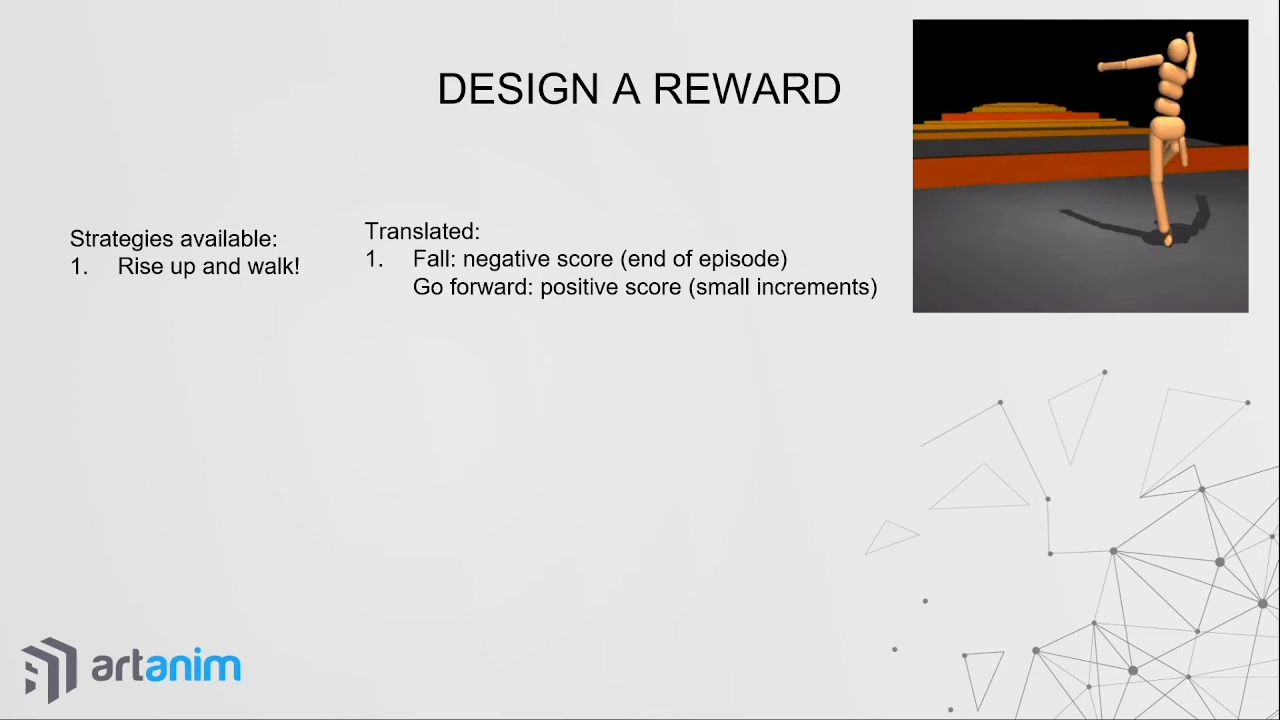 DESIGN A REWARD
Strategies available:
1. Rise up and walk!
Translated:
1. Fall: negative score (end of episode)
Go forward: positive score (small increments)
artanim